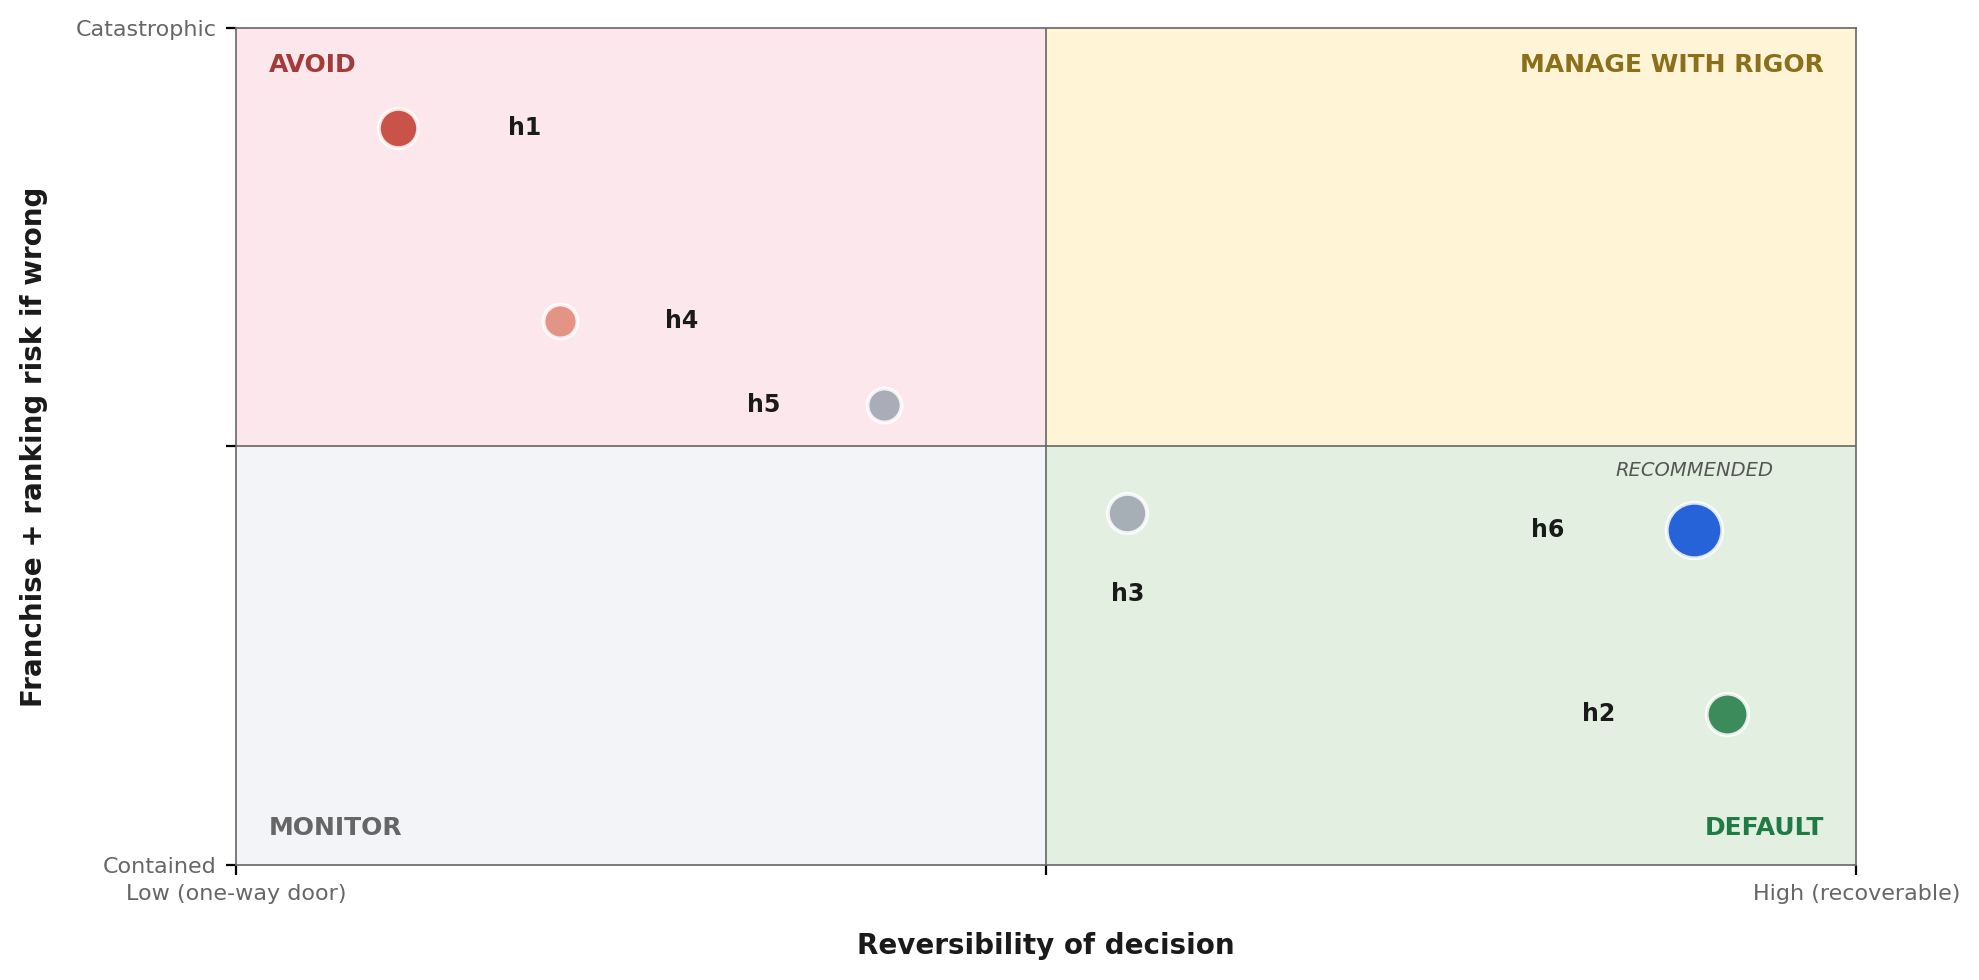 Catastrophic
AVOID
MANAGE WITH RIGOR
h1
h4
h5
Franchise + ranking risk if wrong
RECOMMENDED
h6
h3
h2
MONITOR
DEFAULT
Contained
Low (one-way door)
High (recoverable)
Reversibility of decision